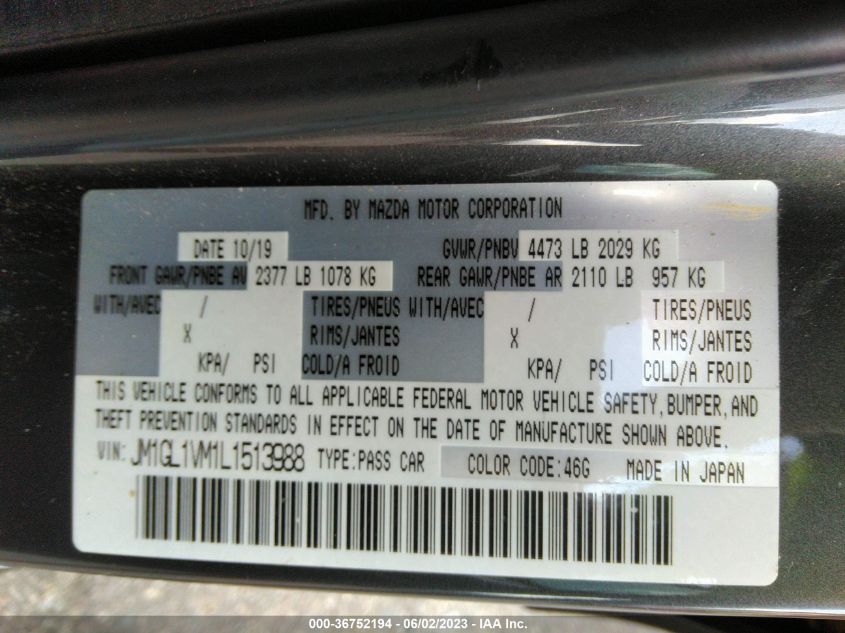 MFD. BY MAZDA MOTOR CORPORATION
DATE 10/19 GVWR/PNBV 4473 LB 2029 KG
FRONT GAWR/PNBE AV 2377 LB 1078 KG REAR GAWR/PNBE AR 2110 LB 957 KG
WITH/AVEC / TIRES/PNEUS WITH/AVEC / TIRES/PNEUS
X RIMS/JANTES X RIMS/JANTES
KPA/ PSI COLD/A FROID KPA/ PSI COLD/A FROID
THIS VEHICLE CONFORMS TO ALL APPLICABLE FEDERAL MOTOR VEHICLE SAFETY, BUMPER, AND
THEFT PREVENTION STANDARDS IN EFFECT ON THE DATE OF MANUFACTURE SHOWN ABOVE.
VIN: JM1GL1VM1L1513988 TYPE:PASS CAR COLOR CODE:46G MADE IN JAPAN
000-36752194 - 06/02/2023 - IAA Inc.